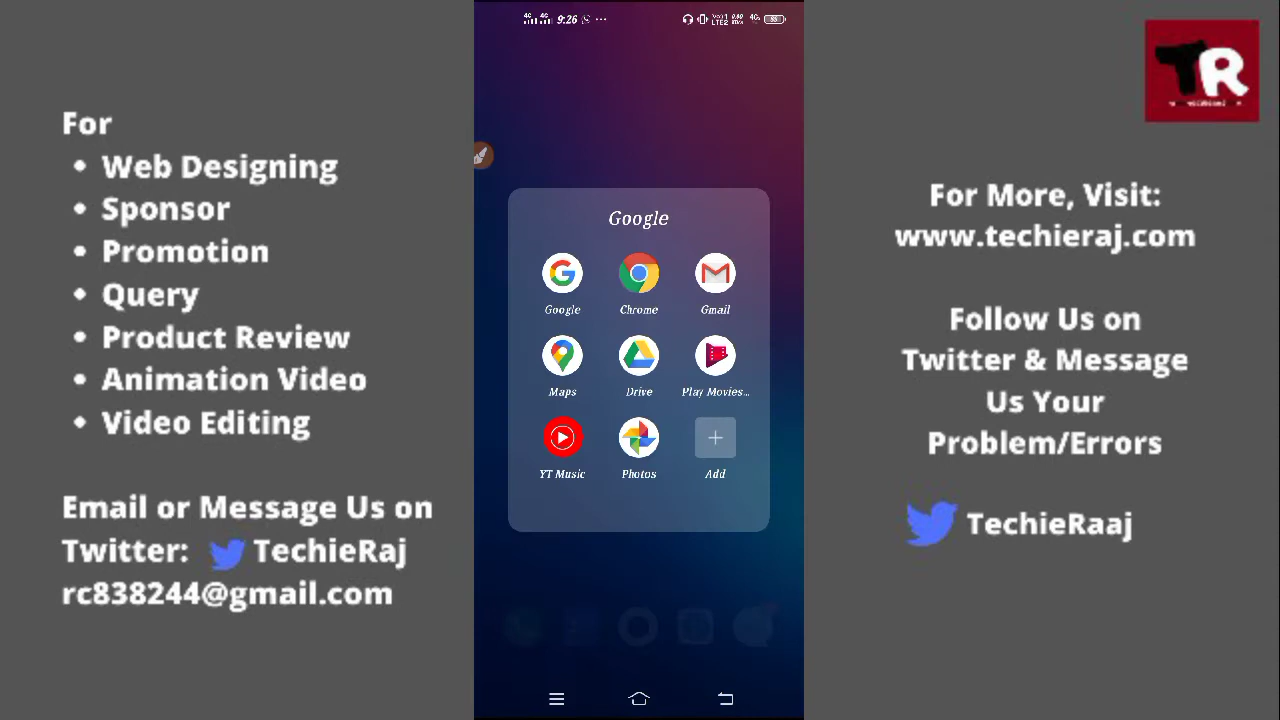 For
• Web Designing
• Sponsor
• Promotion
• Query
• Product Review
• Animation Video
• Video Editing
Email or Message Us on
Twitter: TechieRaj
rc838244@gmail.com
9:26
Google
Google Chrome Gmail
Maps Drive Play Movies...
YT Music Photos Add
TR
For More, Visit:
www.techieraj.com
Follow Us on
Twitter & Message
Us Your
Problem/Errors
TechieRaaj